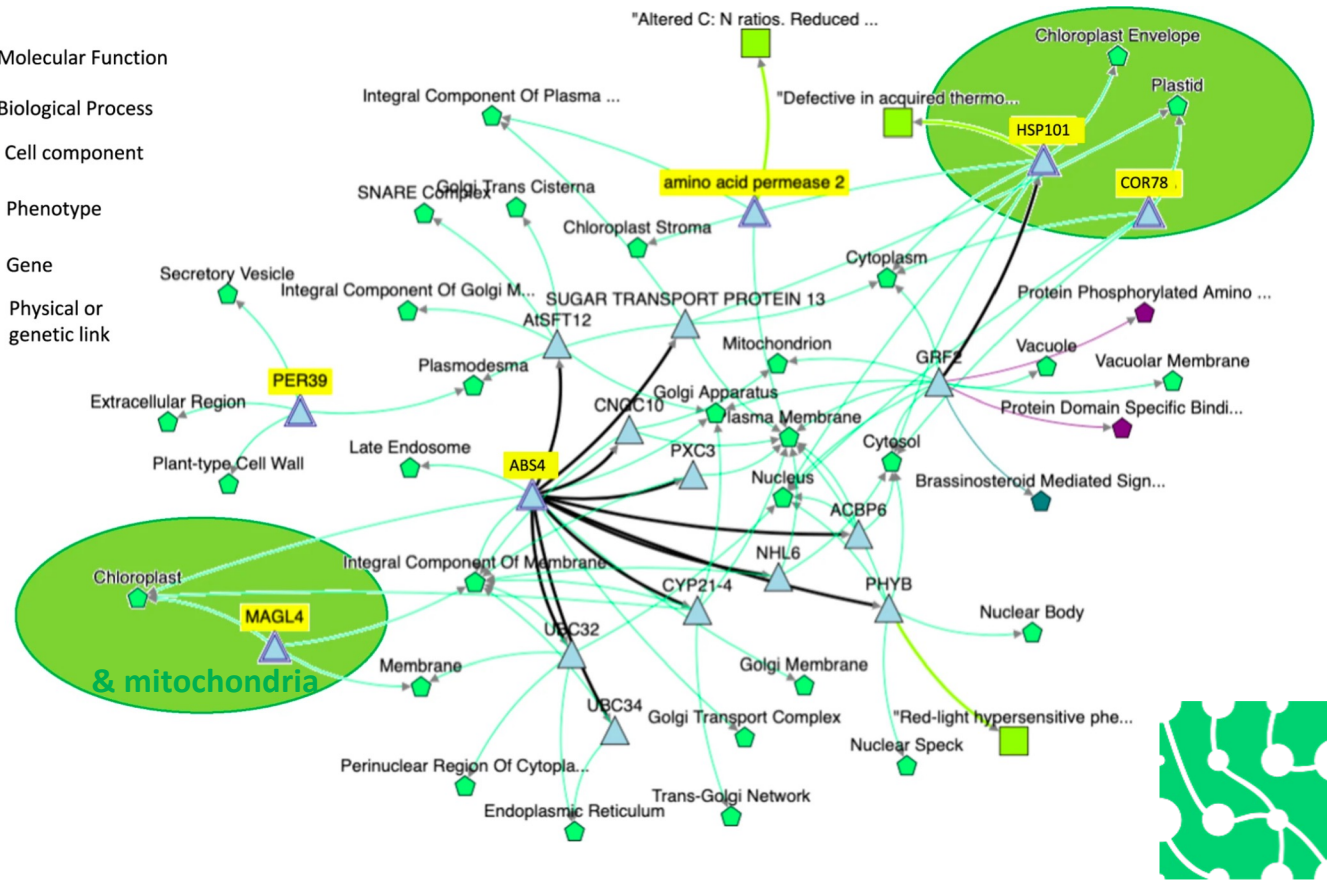 "Altered C: N ratios. Reduced ...
Chloroplast Envelope
Molecular Function
Plastid
Integral Component Of Plasma ...
"Defective in acquired thermo...
Biological Process
HSP101
Cell component
amino acid permease 2
COR78
SNARE Complex
Golgi Trans Cisterna
Phenotype
Chloroplast Stroma
Cytoplasm
Gene
Secretory Vesicle
Integral Component Of Golgi M...
SUGAR TRANSPORT PROTEIN 13
Protein Phosphorylated Amino ...
Physical or
genetic link
AtSFT12
Mitochondrion
GRF2
Vacuole
Vacuolar Membrane
Plasmodesma
PER39
Golgi Apparatus
Extracellular Region
CNGC10
Plasma Membrane
Protein Domain Specific Bindi...
Late Endosome
PXC3
Cytosol
Plant-type Cell Wall
ABS4
Nucleus
Brassinosteroid Mediated Sign...
ACBP6
NHL6
Integral Component Of Membrane
Chloroplast
CYP21-4
PHYB
MAGL4
Nuclear Body
UBC32
Membrane
Golgi Membrane
& mitochondria
UBC34
Golgi Transport Complex
"Red-light hypersensitive phe...
Nuclear Speck
Perinuclear Region Of Cytopla...
Trans-Golgi Network
Endoplasmic Reticulum